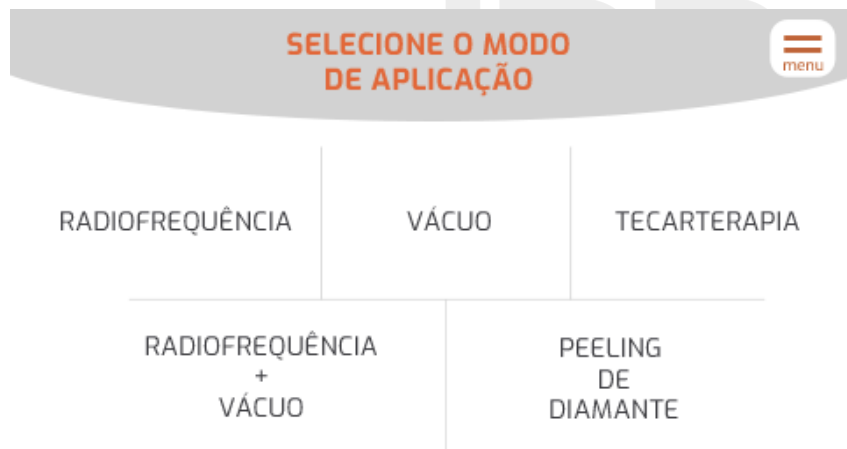 SELECIONE O MODO
DE APLICAÇÃO
menu
RADIOFREQUÊNCIA
VÁCUO
TECARTERAPIA
RADIOFREQUÊNCIA
+
VÁCUO
PEELING
DE
DIAMANTE